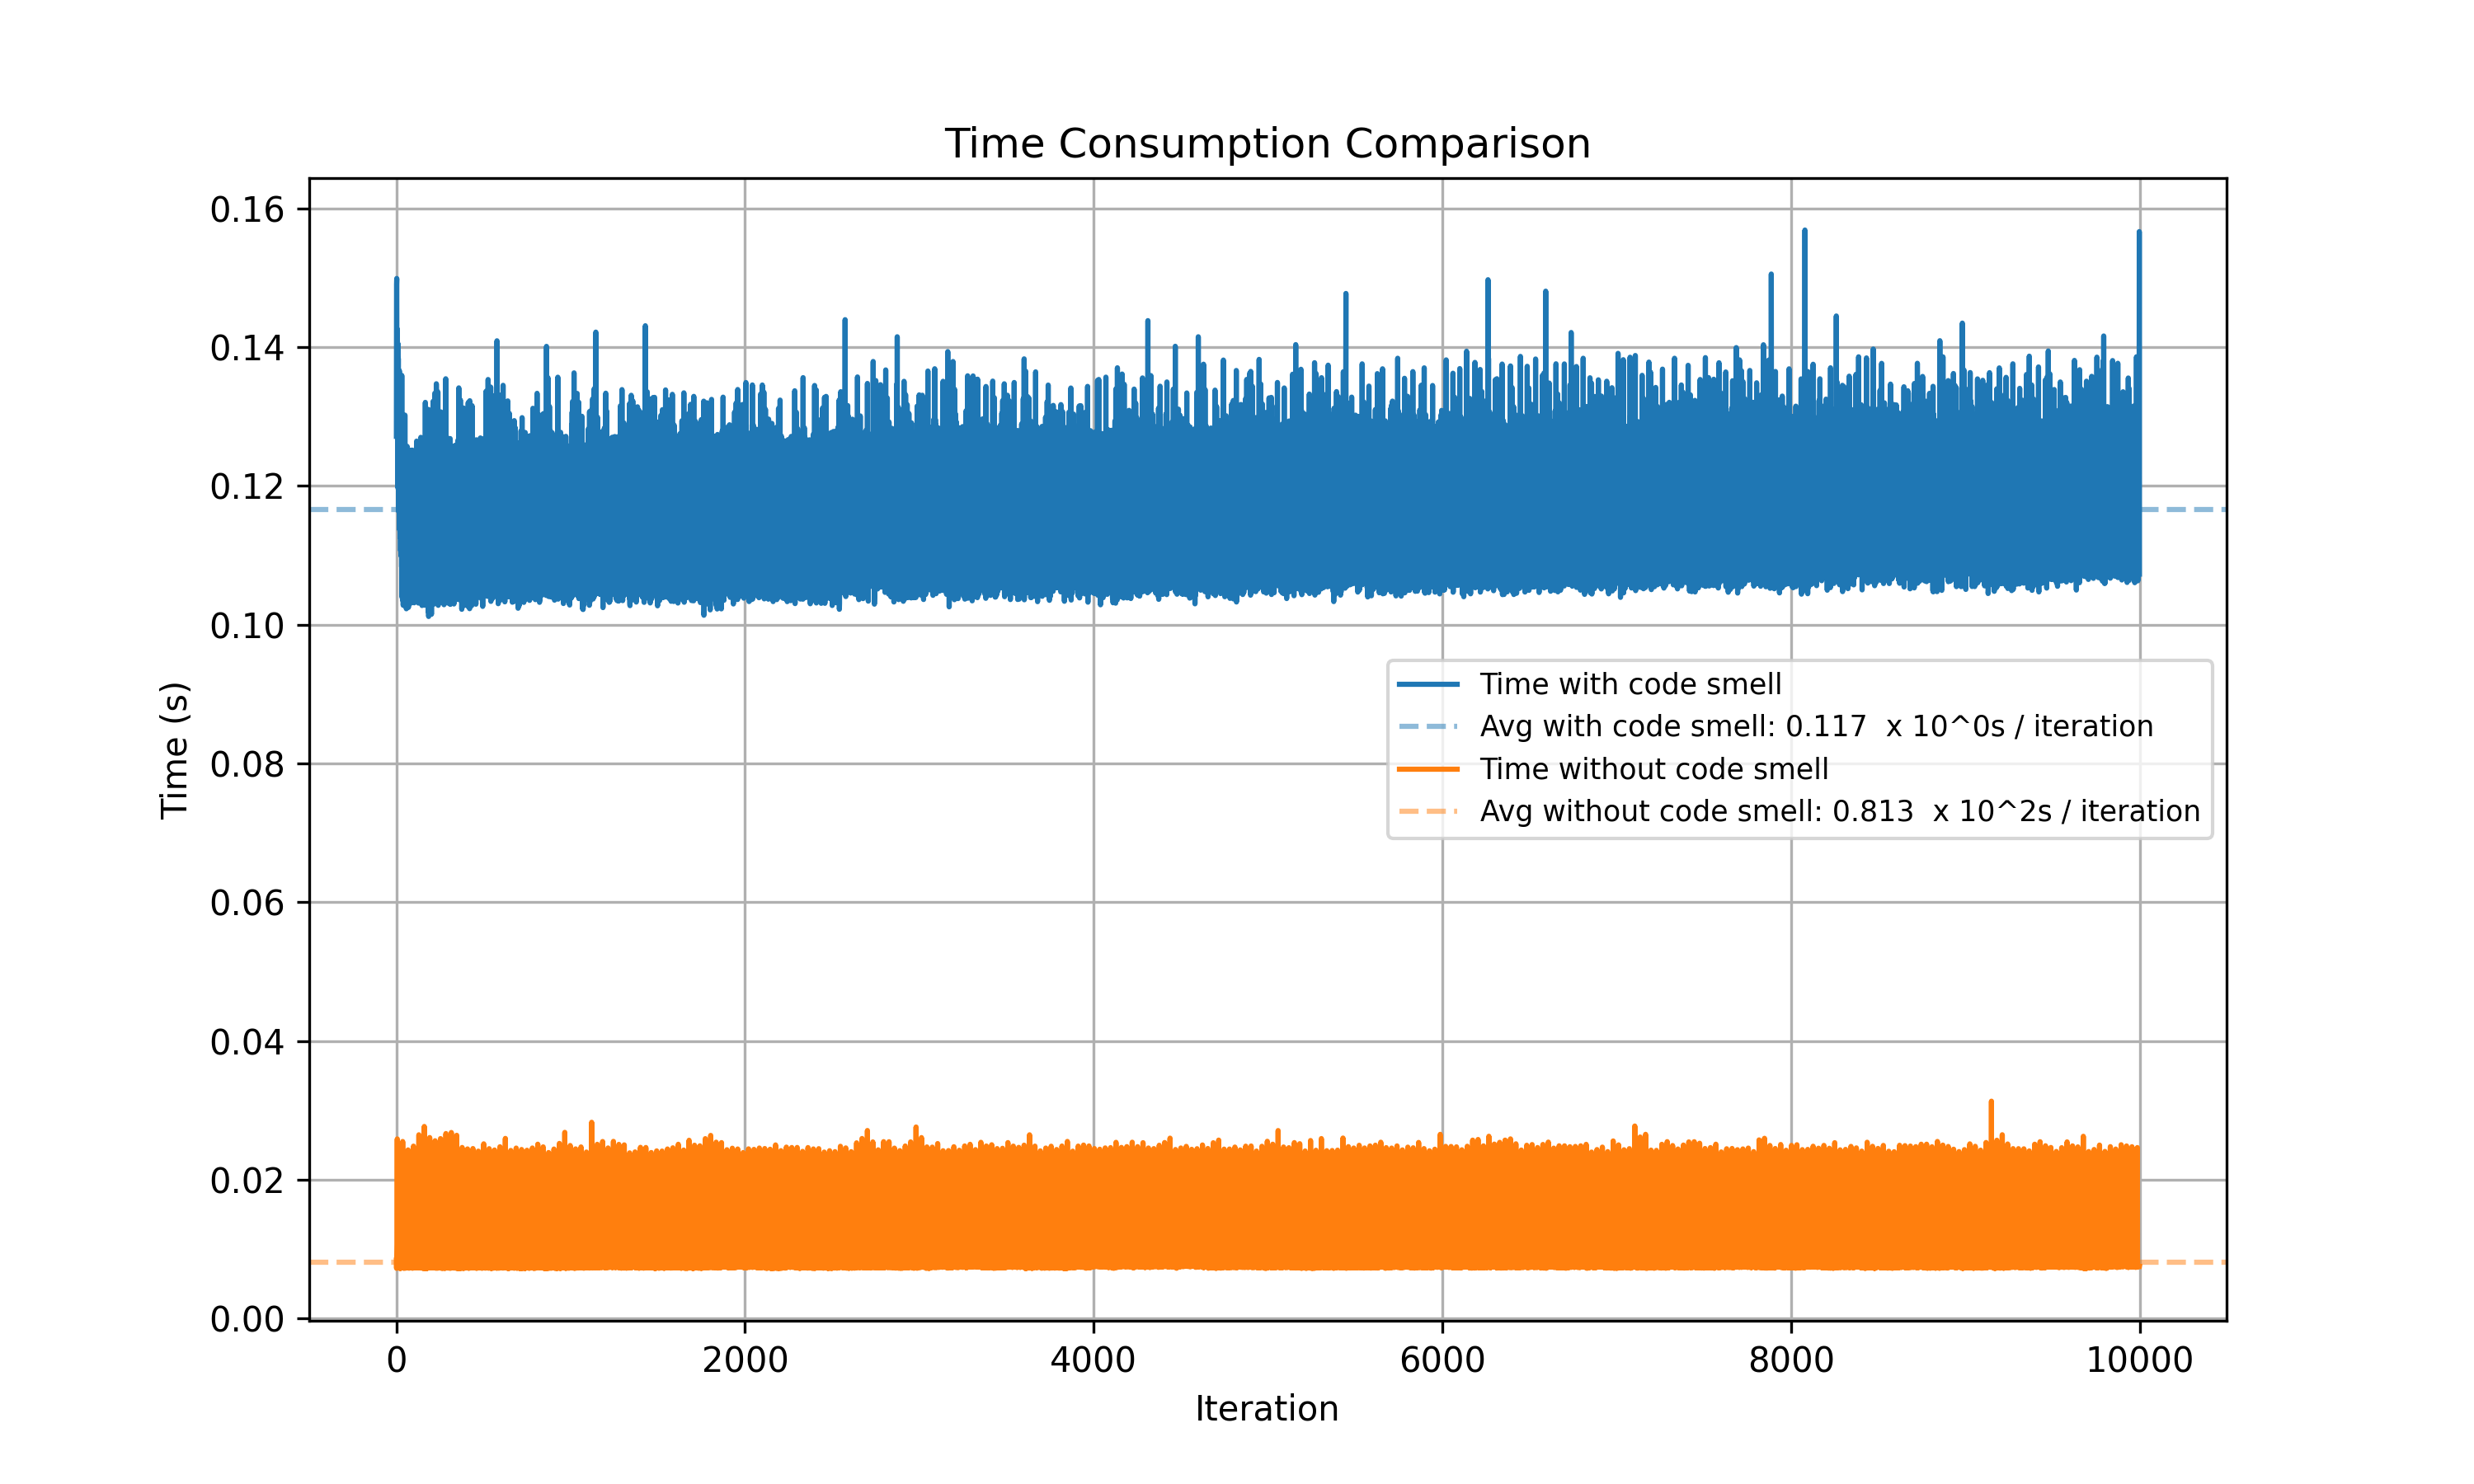 Time Consumption Comparison
0.16
0.14
0.12
0.10
0.08
0.06
0.04
0.02
0.00
Time (s)
Time with code smell
Avg with code smell: 0.117  x 10^0s / iteration
Time without code smell
Avg without code smell: 0.813  x 10^2s / iteration
0 2000 4000 6000 8000 10000
Iteration